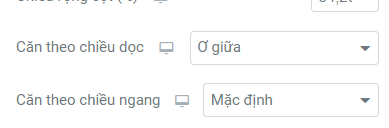 Căn theo chiều dọc Ơ giữa
Căn theo chiều ngang Mặc định